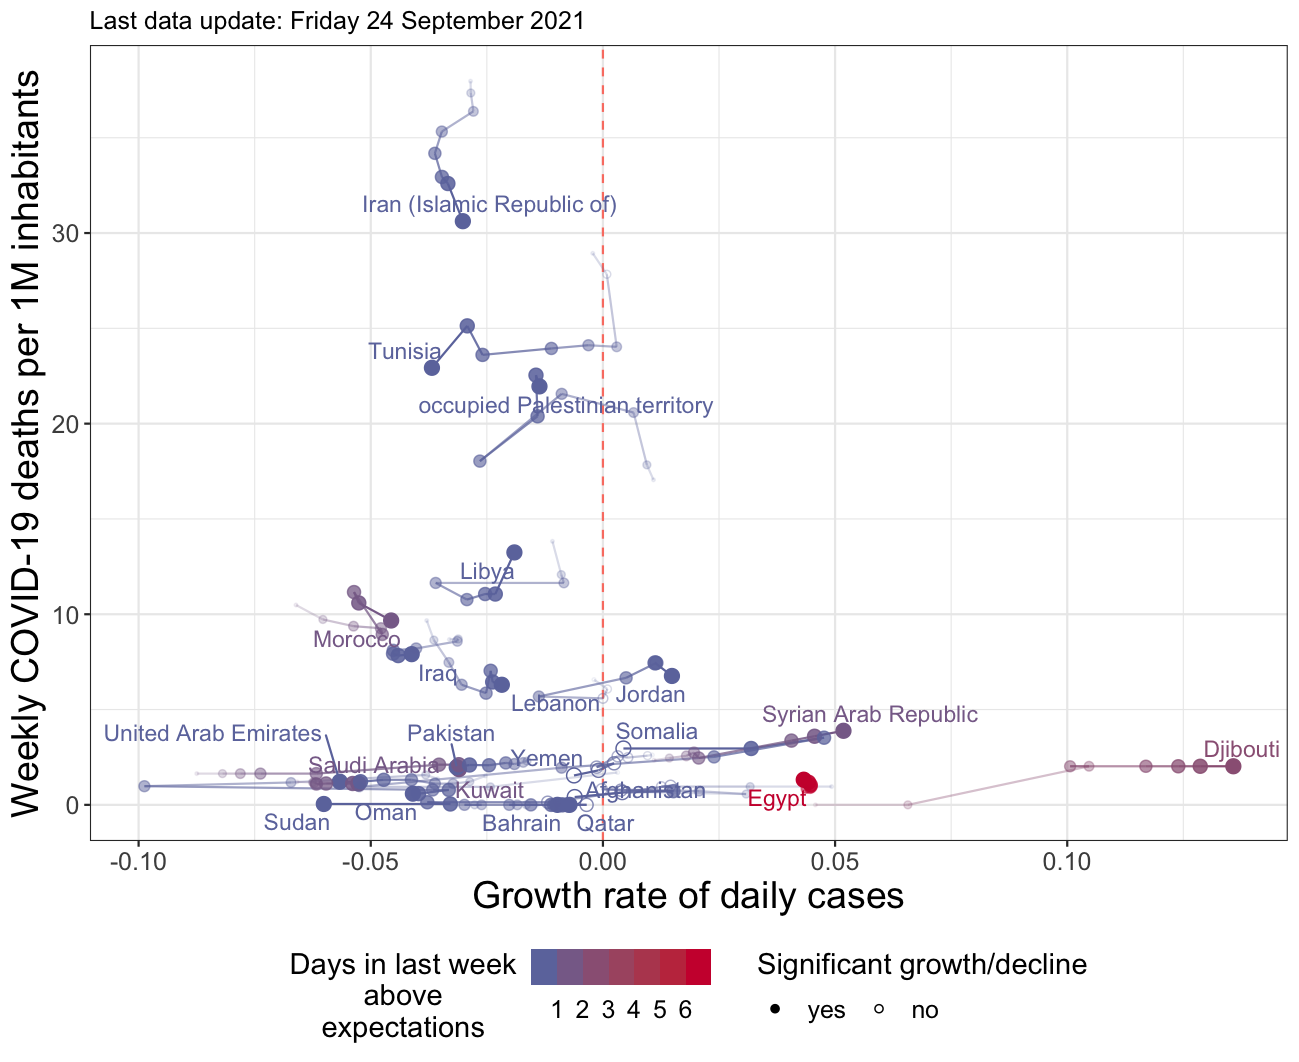 Last data update: Friday 24 September 2021
Weekly COVID-19 deaths per 1M inhabitants
30
20
10
0
Iran (Islamic Republic of)
Tunisia
occupied Palestinian territory
Libya
Morocco
Iraq
Lebanon
Jordan
United Arab Emirates
Pakistan
Somalia
Syrian Arab Republic
Saudi Arabia
Yemen
Djibouti
Kuwait
Afghanistan
Egypt
Sudan
Oman
Bahrain
Qatar
-0.10
-0.05
0.00
0.05
0.10
Growth rate of daily cases
Days in last week
above
expectations
1 2 3 4 5 6
Significant growth/decline
yes
no